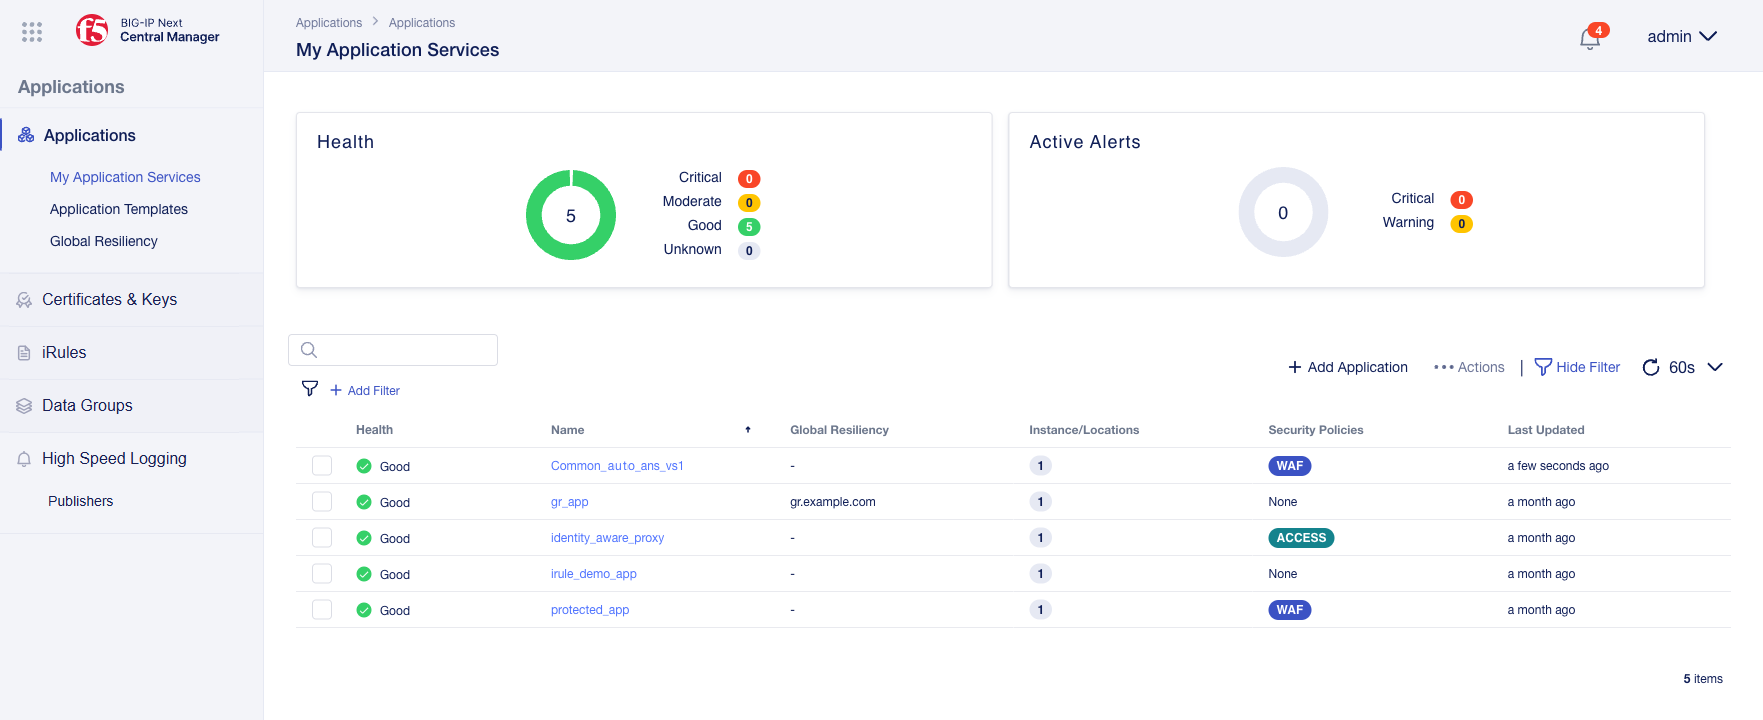 BIG-IP Next
Central Manager
Applications
Applications
My Application Services
Application Templates
Global Resiliency
Certificates & Keys
iRules
Data Groups
High Speed Logging
Publishers
Applications > Applications
My Application Services
4
admin
Health
5
Critical 0
Moderate 0
Good 5
Unknown 0
Active Alerts
0
Critical 0
Warning 0
+ Add Application ••• Actions | Hide Filter 60s
+ Add Filter
Health Name Global Resiliency Instance/Locations Security Policies Last Updated
Good Common_auto_ans_vs1 - 1 WAF a few seconds ago
Good gr_app gr.example.com 1 None a month ago
Good identity_aware_proxy - 1 ACCESS a month ago
Good irule_demo_app - 1 None a month ago
Good protected_app - 1 WAF a month ago
5 items